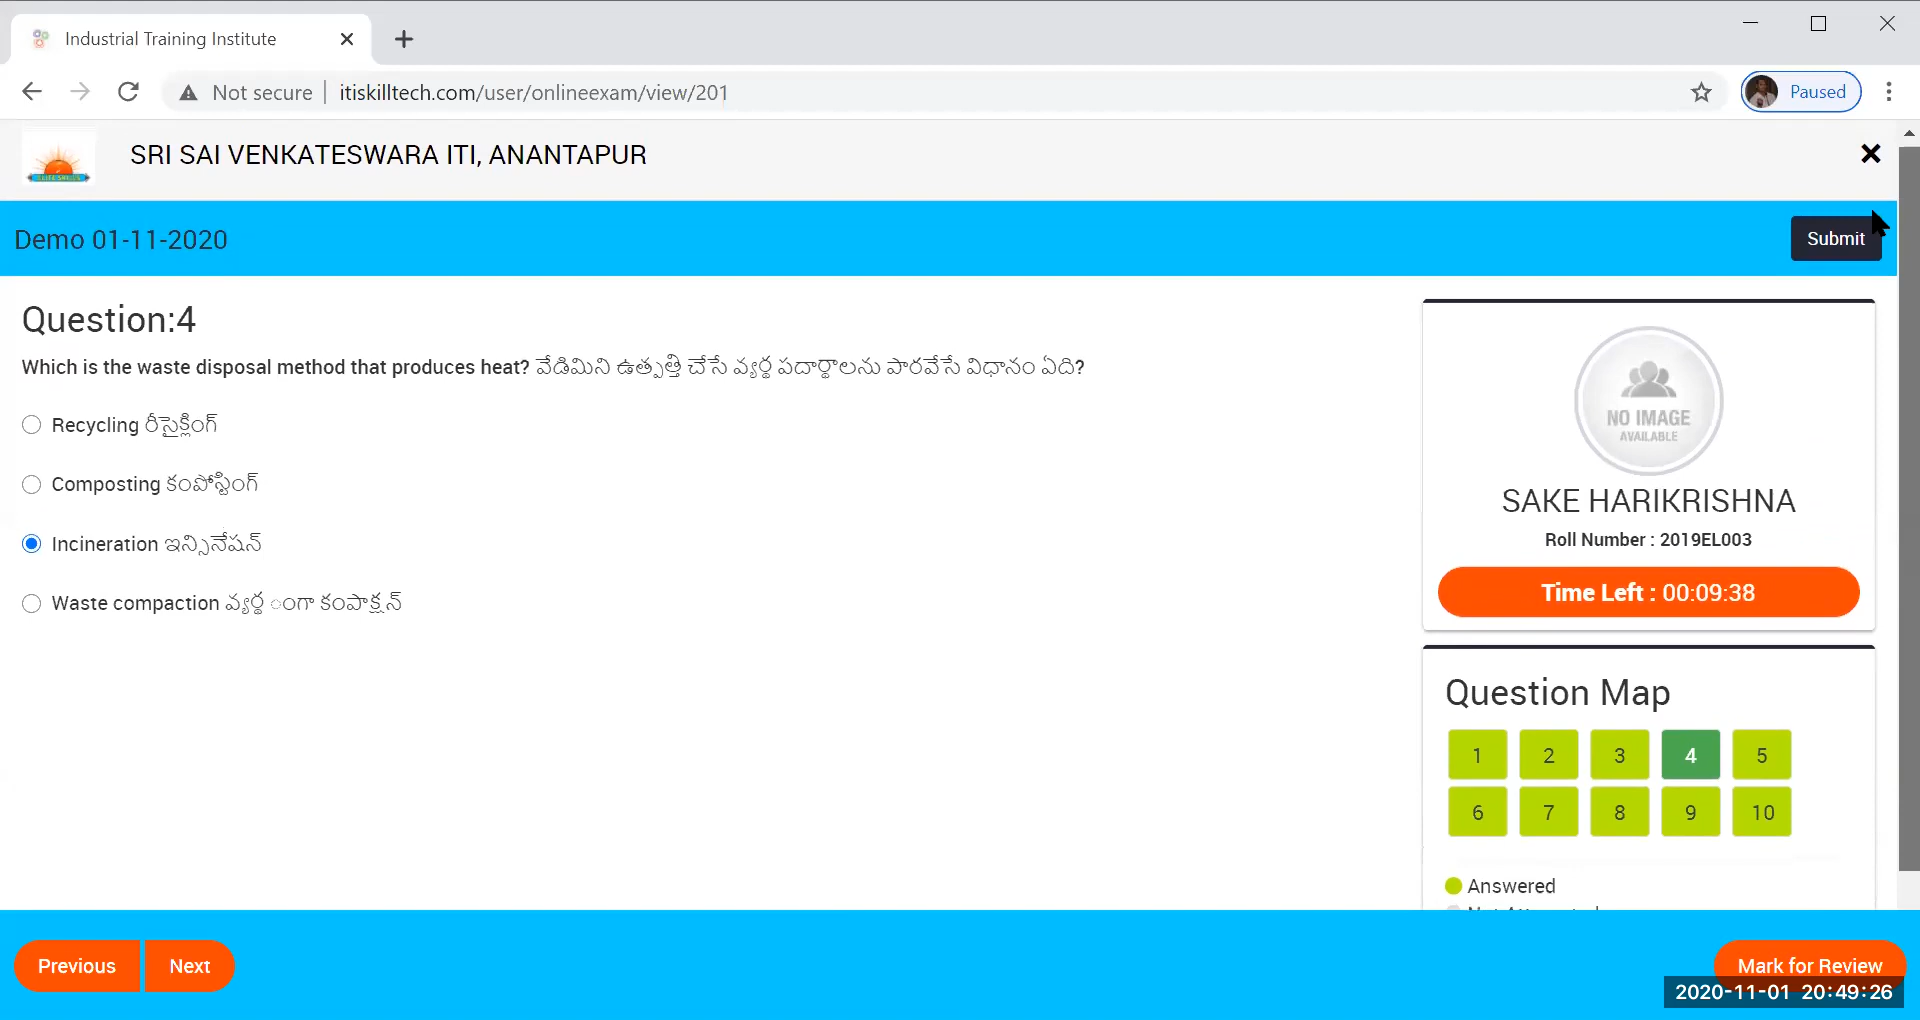 Industrial Training Institute
Not secure itiskilltech.com/user/onlineexam/view/201
Paused
SRI SAI VENKATESWARA ITI, ANANTAPUR
Demo 01-11-2020
Submit
Question:4
Which is the waste disposal method that produces heat? వేడిమిని ఉత్పత్తి చేసే వ్యర్థ పదార్థాలను పారవేసే విధానం ఏది?
Recycling రీసైక్లింగ్
Composting కంపోస్టింగ్
Incineration ఇన్సినేషన్
Waste compaction వ్యర్థ ంగా కంపాక్షన్
NO IMAGE
AVAILABLE
SAKE HARIKRISHNA
Roll Number : 2019EL003
Time Left : 00:09:38
Question Map
1 2 3 4 5
6 7 8 9 10
Answered
Previous
Next
Mark for Review
2020-11-01 20:49:26